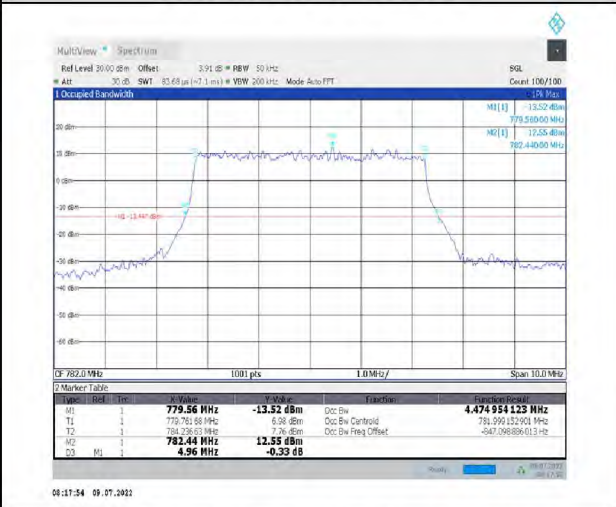 MultiView Spectrum
Ref Level 30.00 dBm Offset 3.91 dB RBW 50 kHz SGL
Att 30 dB SWT 83.68 µs (~7.1 ms) VBW 200 kHz Mode Auto FFT Count 100/100
1 Occupied Bandwidth 1Pk Max
M1[1] -13.52 dBm
779.56000 MHz
M2[1] 12.55 dBm
782.44000 MHz
20 dBm
10 dBm
0 dBm
-10 dBm
-20 dBm
-30 dBm
-40 dBm
-50 dBm
-60 dBm
CF 782.0 MHz 1001 pts 1.0 MHz/ Span 10.0 MHz
2 Marker Table
Type Ref Trc X-Value Y-Value Function Function Result
M1 1 779.56 MHz -13.52 dBm Occ Bw 4.474 954 123 MHz
T1 1 779.761 68 MHz 6.98 dBm Occ Bw Centroid 781.999 152 901 MHz
T2 1 784.236 63 MHz 7.76 dBm Occ Bw Freq Offset -847.098 886 013 Hz
M2 1 782.44 MHz 12.55 dBm
D3 M1 1 4.96 MHz -0.33 dB
08:17:54 09.07.2022